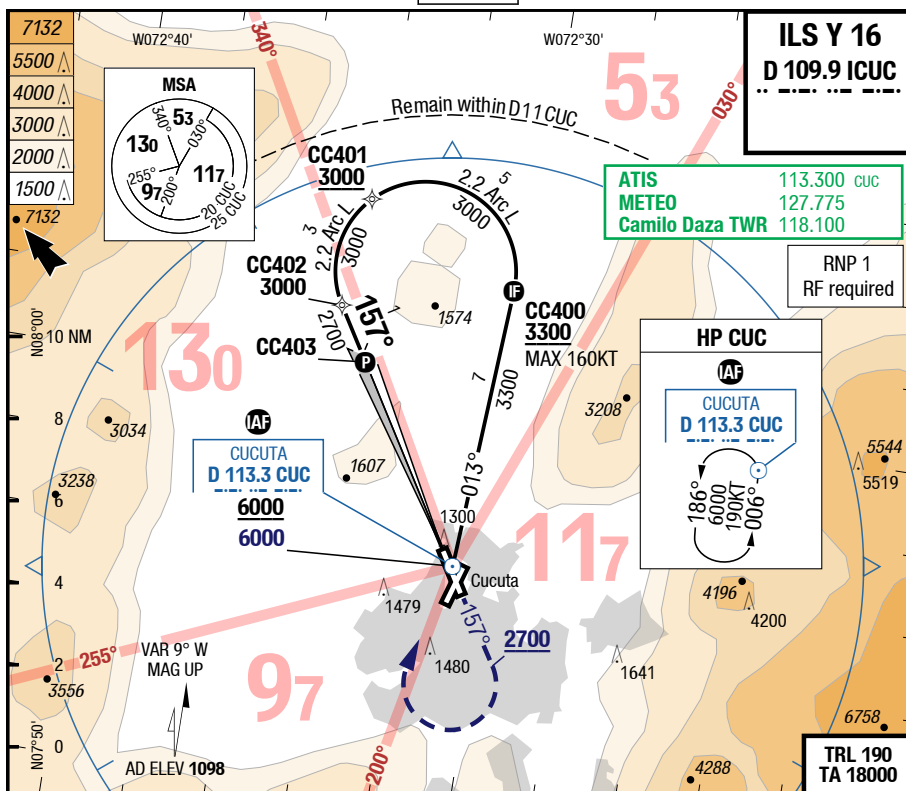 7132
5500
4000
3000
2000
1500
7132
W072°40'
W072°30'
ILS Y 16
D 109.9 ICUC
MSA
340°
53
030°
130
117
255°
97
200°
20 CUC
25 CUC
340°
53
030°
Remain within D11 CUC
ATIS 113.300 CUC
METEO 127.775
Camilo Daza TWR 118.100
RNP 1
RF required
CC401
3000
5
2.2 Arc L
3000
3
2.2 Arc L
3000
CC402
3000
157°
2700
1
CC403
P
1574
IF
CC400
3300
MAX 160KT
7
3300
013°
N08°00'
10 NM
8
6
4
2
0
N07°50'
130
3034
3238
3556
IAF
CUCUTA
D 113.3 CUC
6000
6000
1607
1300
3208
HP CUC
IAF
CUCUTA
D 113.3 CUC
186°
6000
190KT
006°
5544
5519
Cucuta
117
1479
1480
157°
2700
4196
4200
1641
VAR 9° W
MAG UP
255°
97
200°
AD ELEV 1098
6758
4288
TRL 190
TA 18000